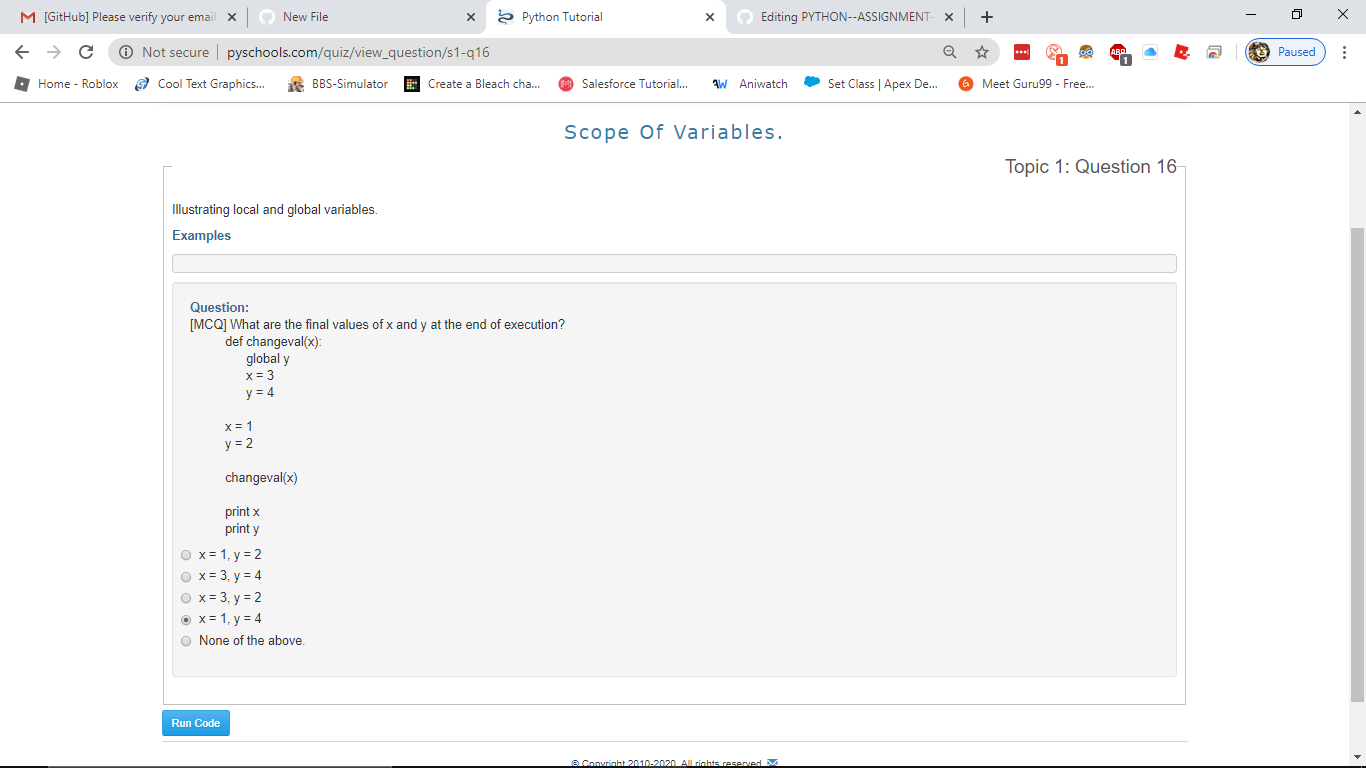 [GitHub] Please verify your email
New File
Python Tutorial
Editing PYTHON--ASSIGNMENT-
Not secure | pyschools.com/quiz/view_question/s1-q16
1
ABP
1
Paused
Home - Roblox
Cool Text Graphics...
BBS-Simulator
Create a Bleach cha...
Salesforce Tutorial...
Aniwatch
Set Class | Apex De...
Meet Guru99 - Free...
Scope Of Variables.
Topic 1: Question 16
Illustrating local and global variables.
Examples
Question:
[MCQ] What are the final values of x and y at the end of execution?
def changeval(x):
global y
x = 3
y = 4
x = 1
y = 2
changeval(x)
print x
print y
x = 1, y = 2
x = 3, y = 4
x = 3, y = 2
x = 1, y = 4
None of the above.
Run Code
© Copyright 2010-2020. All rights reserved.